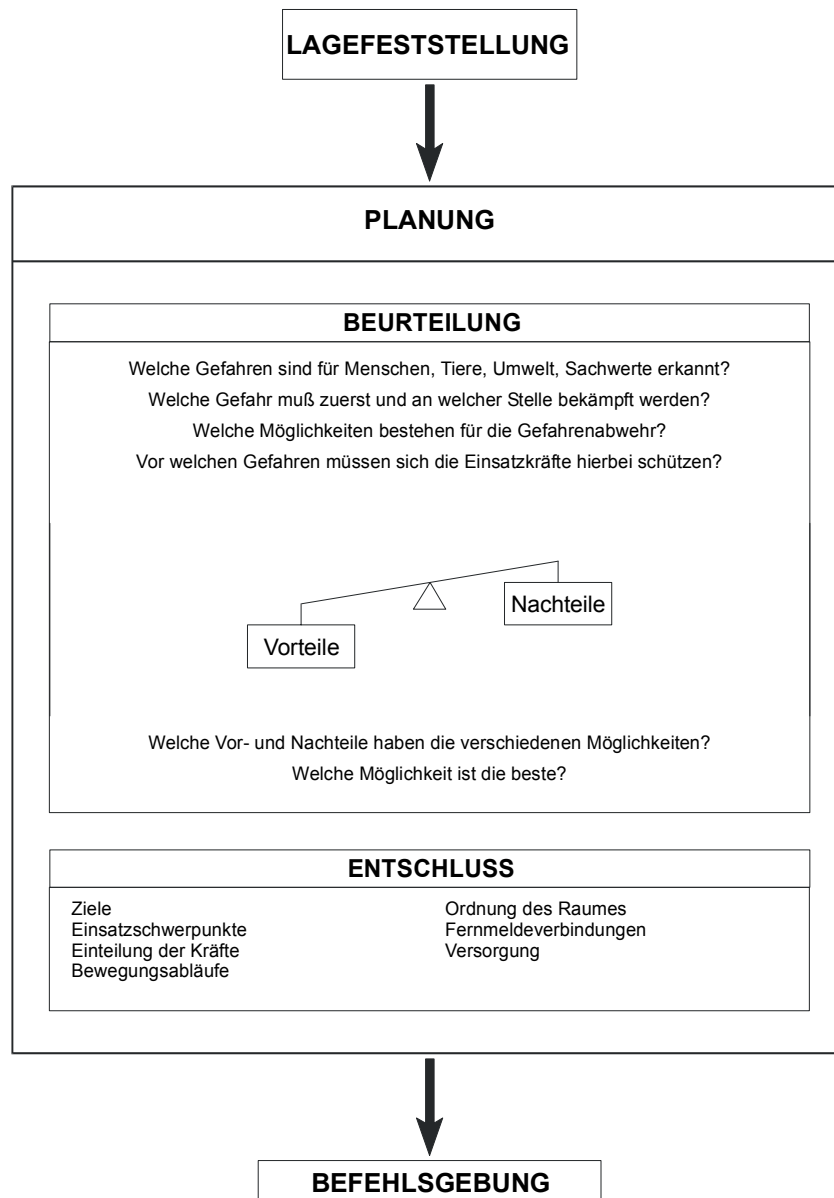 LAGEFESTSTELLUNG
PLANUNG
BEURTEILUNG
Welche Gefahren sind für Menschen, Tiere, Umwelt, Sachwerte erkannt?
Welche Gefahr muß zuerst und an welcher Stelle bekämpft werden?
Welche Möglichkeiten bestehen für die Gefahrenabwehr?
Vor welchen Gefahren müssen sich die Einsatzkräfte hierbei schützen?
Nachteile
Vorteile
Welche Vor- und Nachteile haben die verschiedenen Möglichkeiten?
Welche Möglichkeit ist die beste?
ENTSCHLUSS
Ziele
Einsatzschwerpunkte
Einteilung der Kräfte
Bewegungsabläufe
Ordnung des Raumes
Fernmeldeverbindungen
Versorgung
BEFEHLSGEBUNG